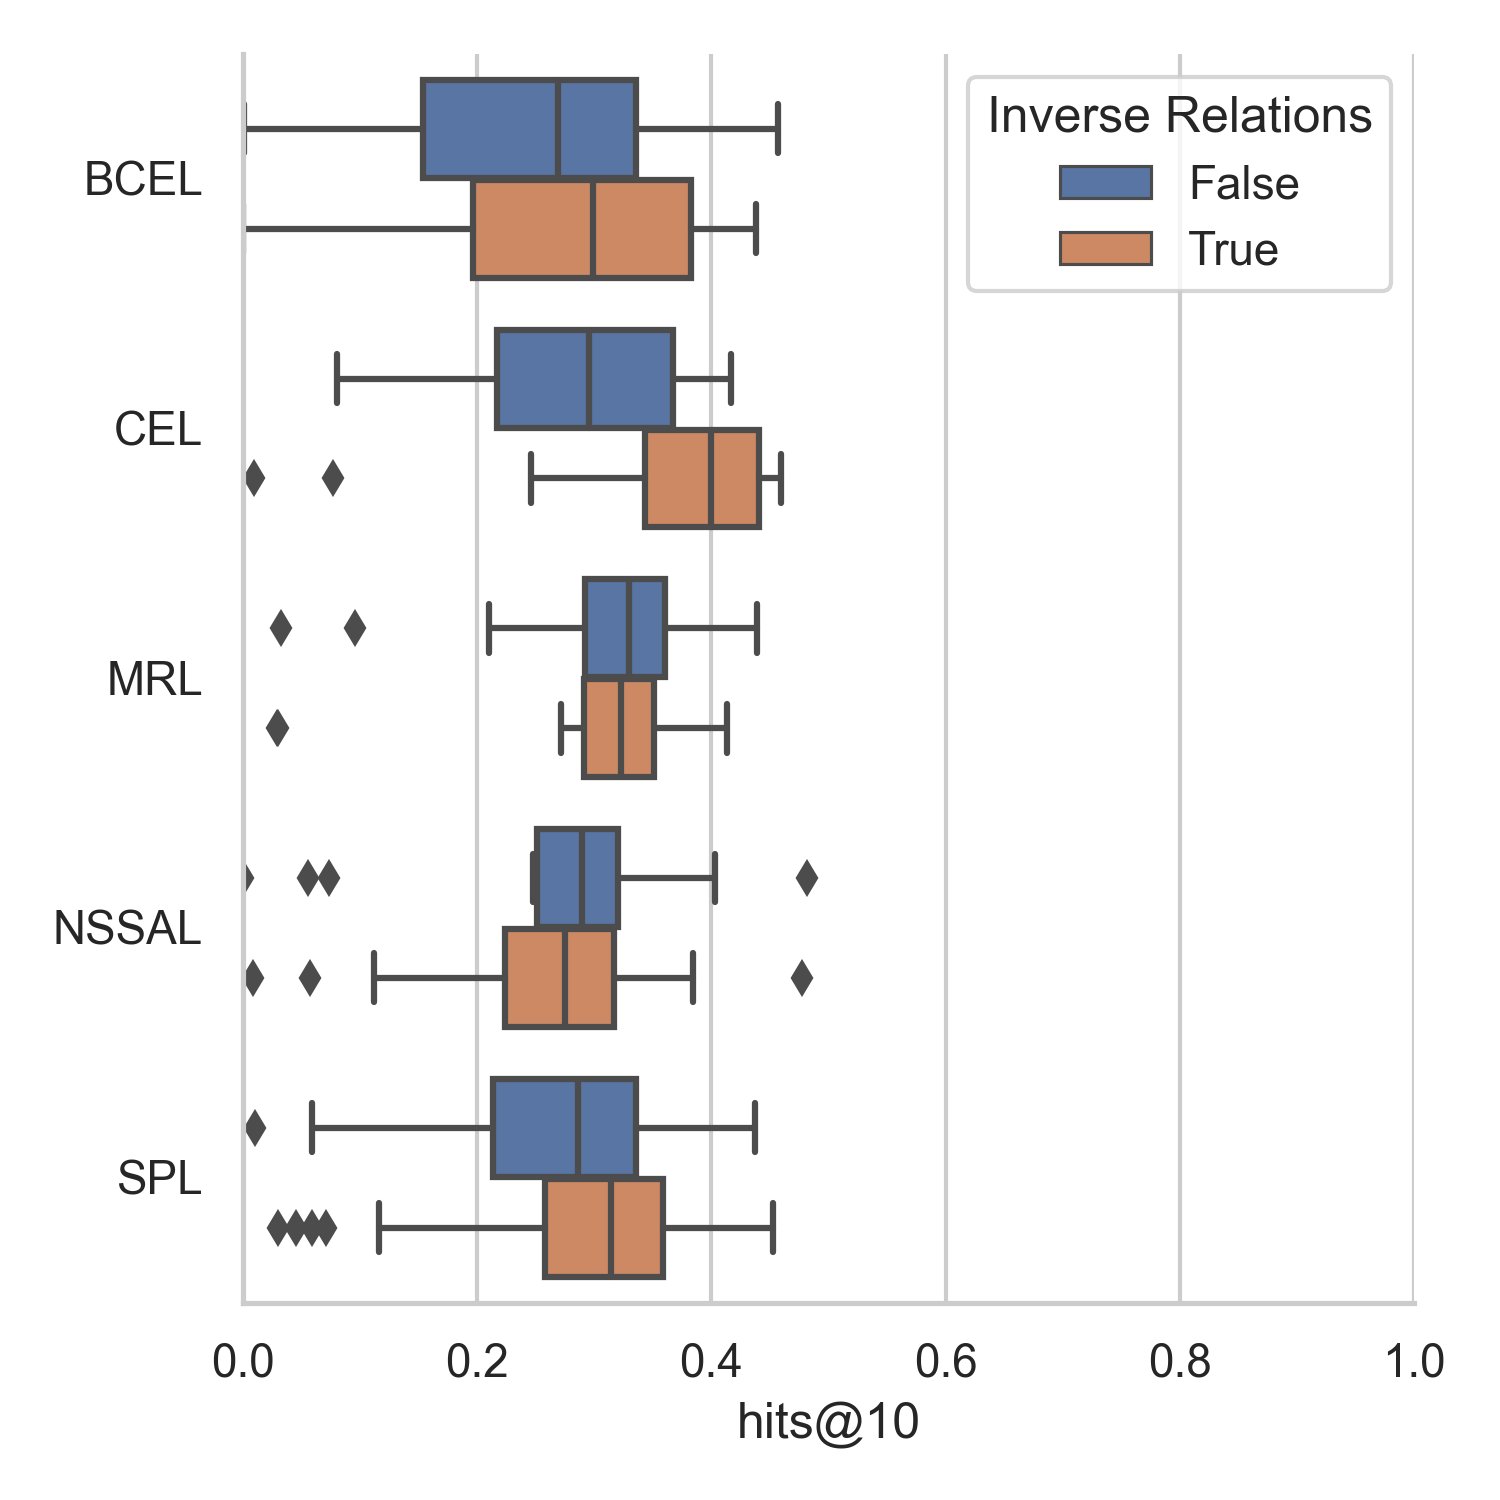 Inverse Relations
False
True
BCEL
CEL
MRL
NSSAL
SPL
0.0 0.2 0.4 0.6 0.8 1.0
hits@10